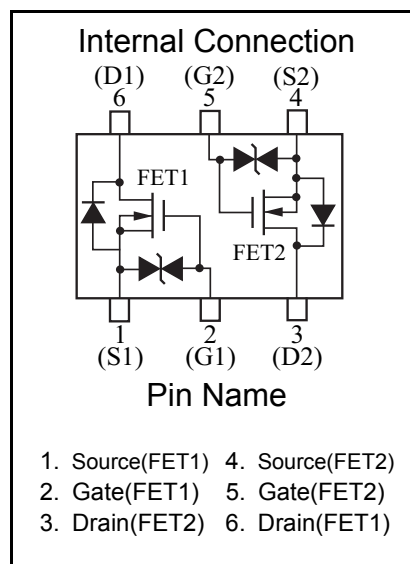 Internal Connection
(D1) (G2) (S2)
6 5 4
FET1
FET2
1 2 3
(S1) (G1) (D2)
Pin Name
1. Source(FET1) 4. Source(FET2)
2. Gate(FET1) 5. Gate(FET2)
3. Drain(FET2) 6. Drain(FET1)